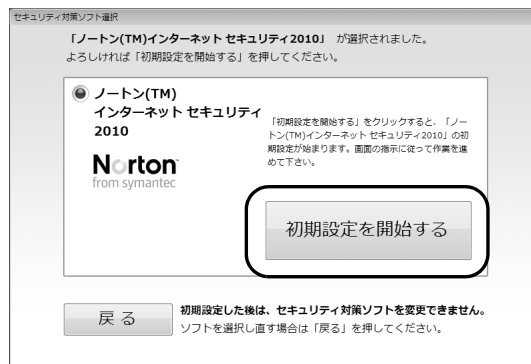 セキュリティ対策ソフト選択
「ノートン(TM)インターネット セキュリティ2010」 が選択されました。
よろしければ「初期設定を開始する」を押してください。
ノートン(TM)
インターネット セキュリティ
2010
Norton
from symantec
「初期設定を開始する」をクリックすると、「ノー
トン(TM)インターネット セキュリティ2010」の初
期設定が始まります。画面の指示に従って作業を進
めて下さい。
初期設定を開始する
戻 る
初期設定した後は、セキュリティ対策ソフトを変更できません。
ソフトを選択し直す場合は「戻る」を押してください。